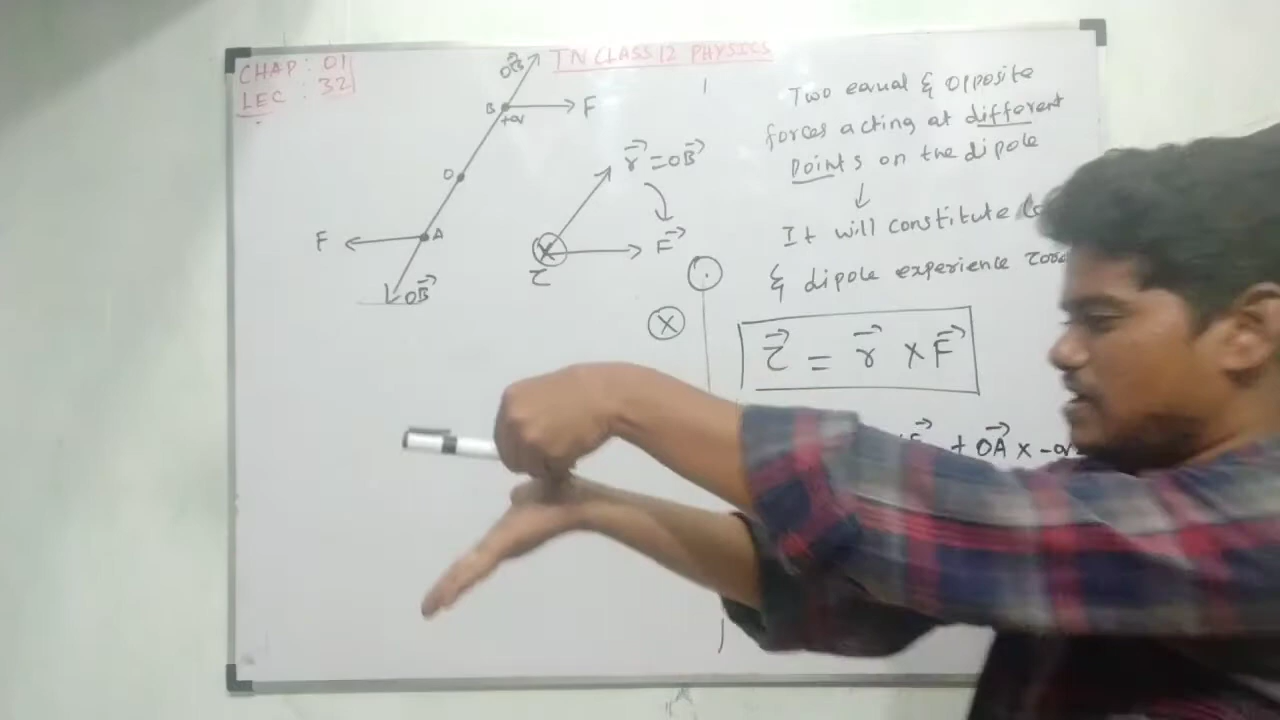 CHAP : 01
LEC : 32
TN CLASS 12 PHYSICS
OB
B
+q
F
O
F
A
OB
r = OB
F
τ
Two equal & opposite
forces acting at different
points on the dipole
It will constitute
& dipole experience
τ = r × F
+ OA × -q